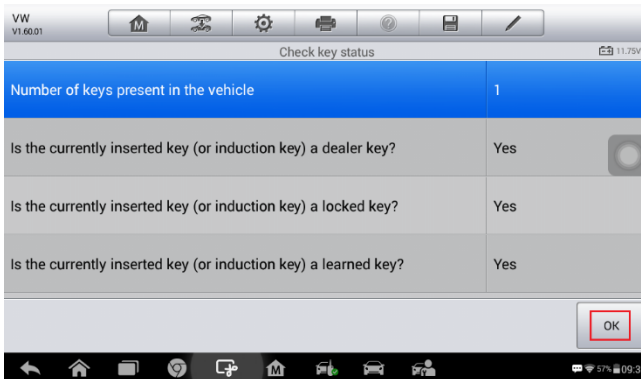 VW
V1.60.01
Check key status
11.75V
Number of keys present in the vehicle 1
Is the currently inserted key (or induction key) a dealer key? Yes
Is the currently inserted key (or induction key) a locked key? Yes
Is the currently inserted key (or induction key) a learned key? Yes
OK
57% 09:3